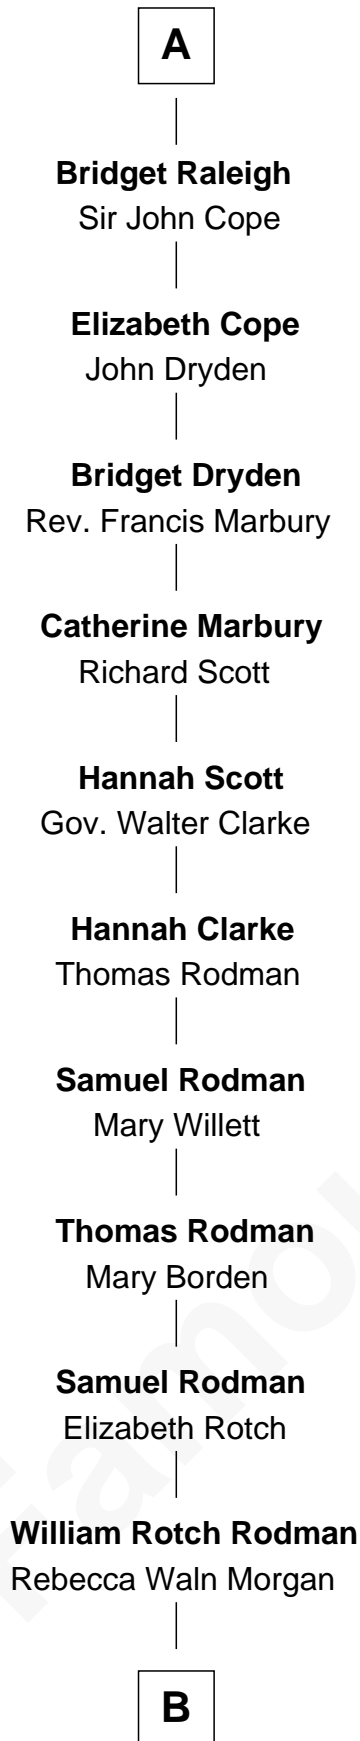 A
Bridget Raleigh
Sir John Cope
Elizabeth Cope
John Dryden
Bridget Dryden
Rev. Francis Marbury
Catherine Marbury
Richard Scott
Hannah Scott
Gov. Walter Clarke
Hannah Clarke
Thomas Rodman
Samuel Rodman
Mary Willett
Thomas Rodman
Mary Borden
Samuel Rodman
Elizabeth Rotch
William Rotch Rodman
Rebecca Waln Morgan
B